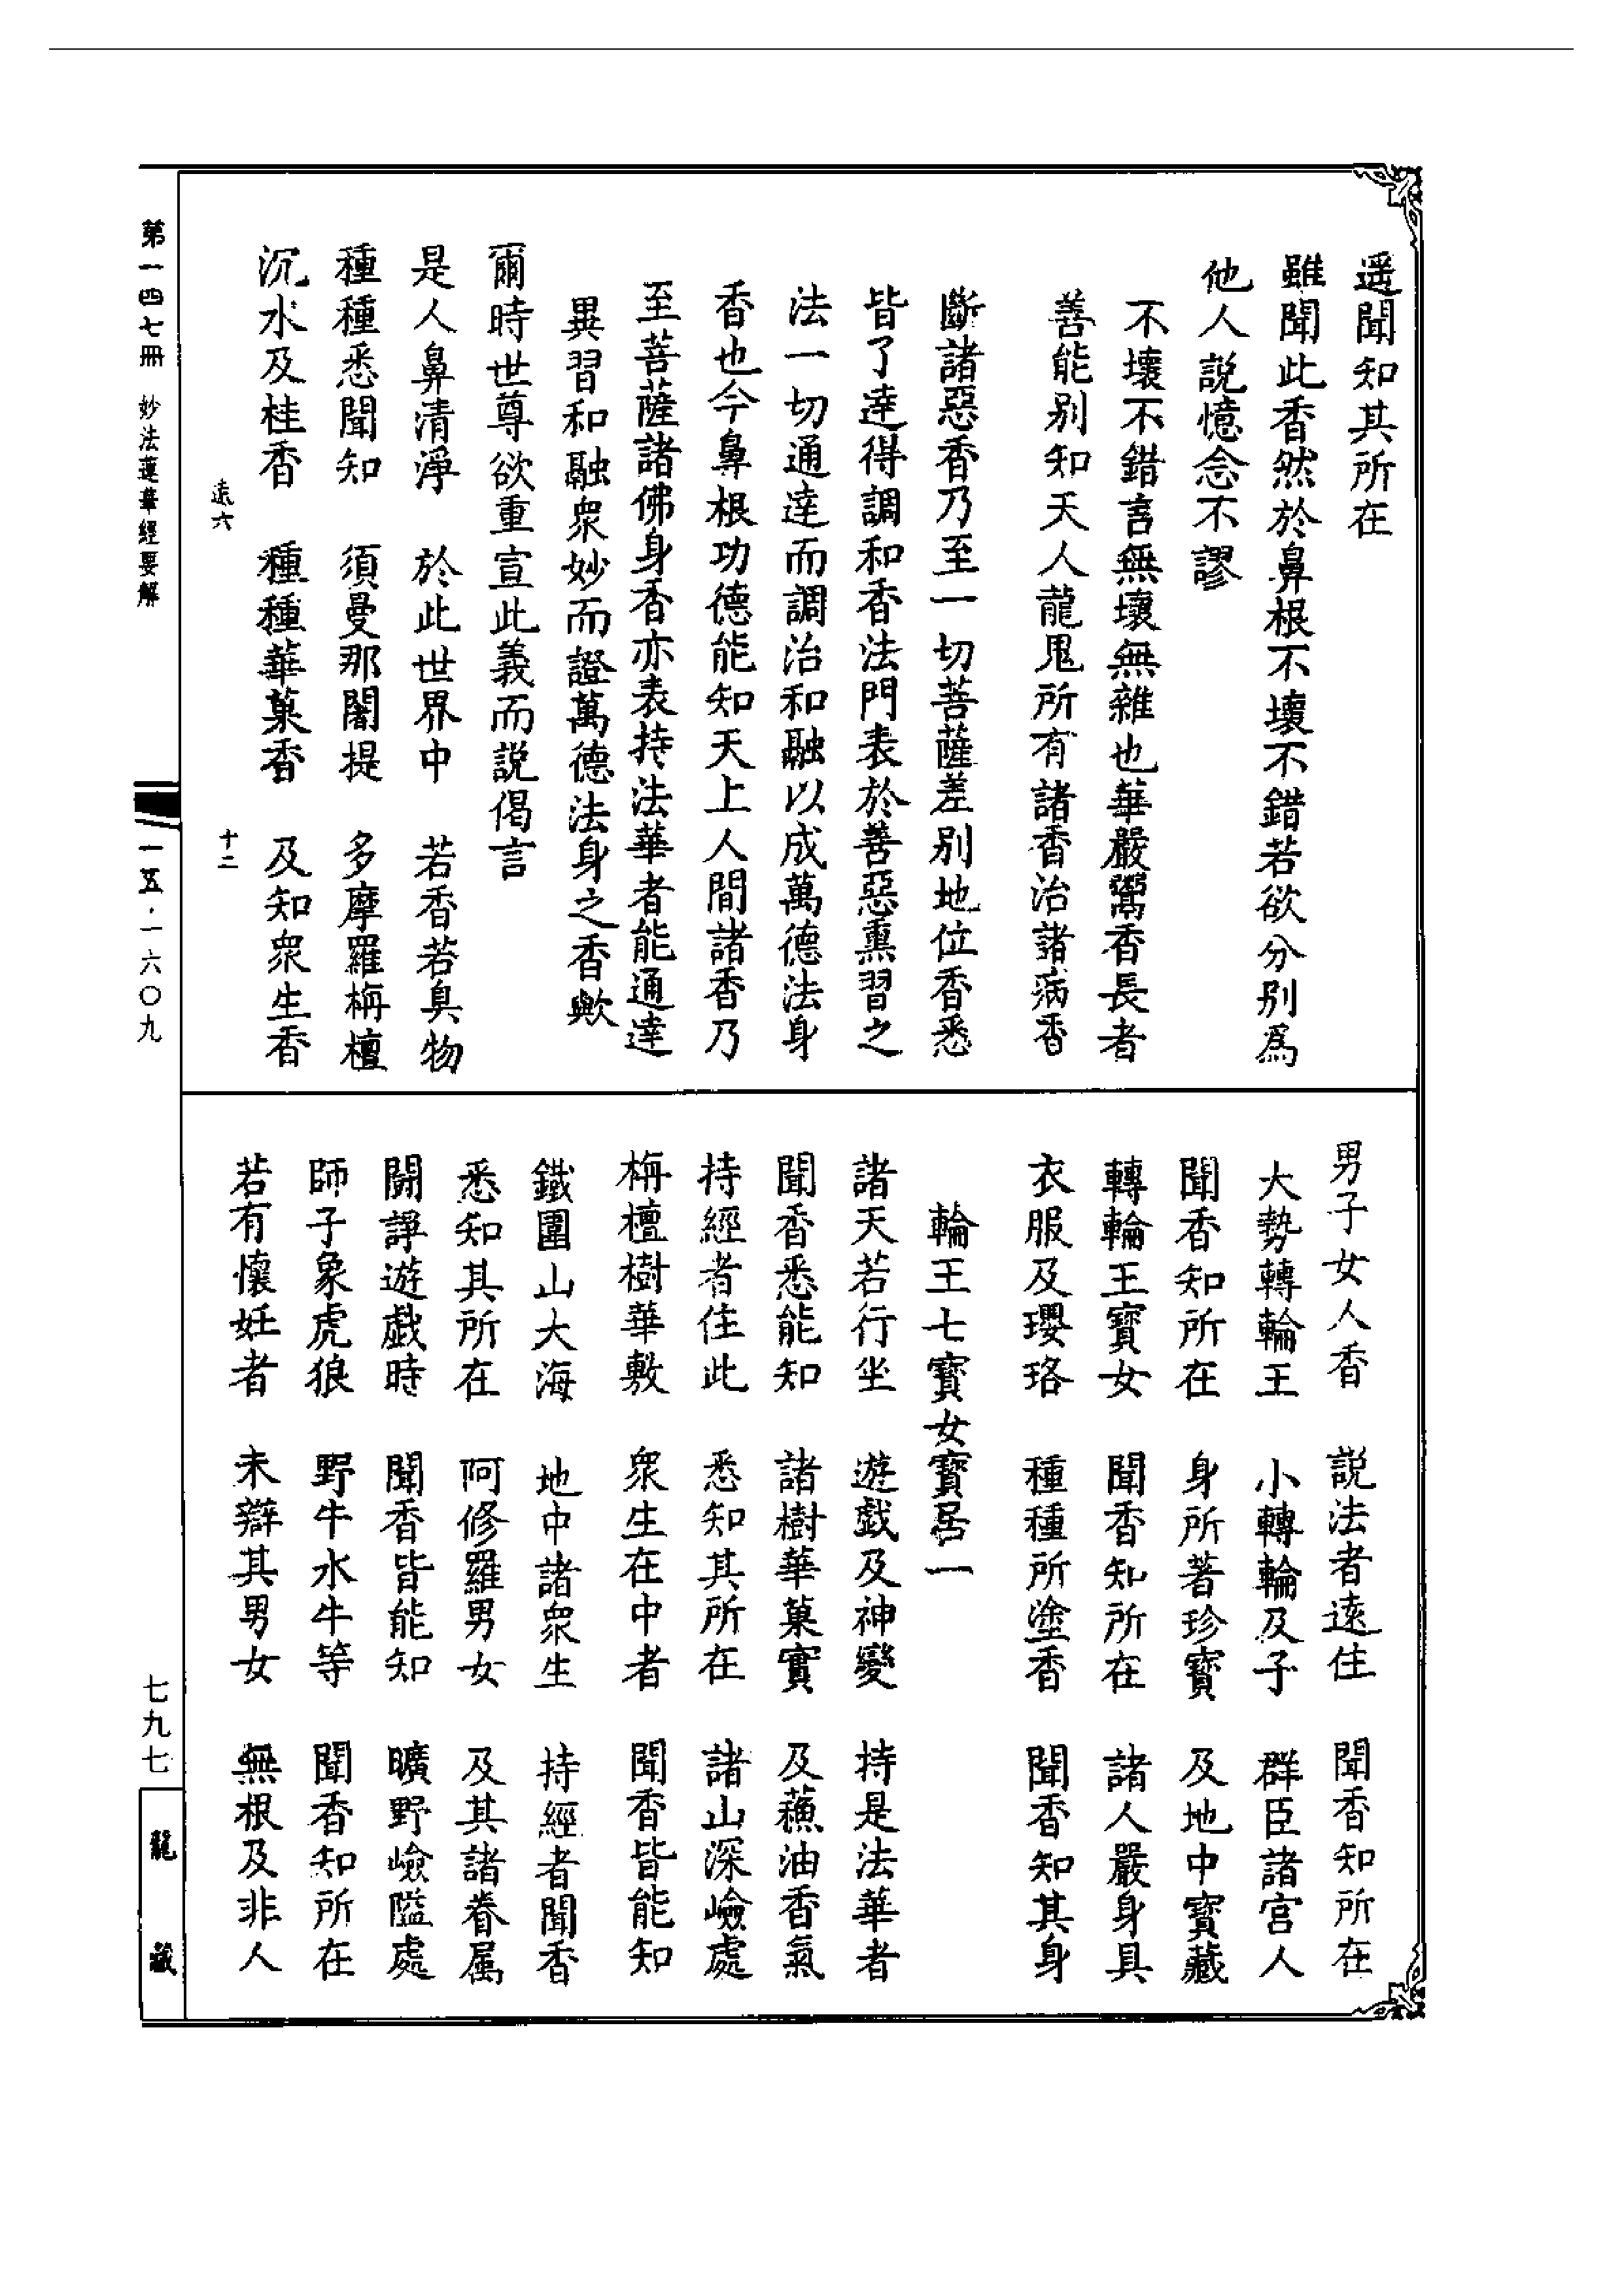 遥聞知其所在
雖聞此香然於鼻根不壞不錯若欲分别爲
他人說憶念不謬
不壞不錯言無壞無雜也華嚴鬻香長者
善能别知天人龍鬼所有諸香治諸病香
斷諸惡香乃至一切菩薩差别地位香悉
皆了達得調和香法門表於善惡熏習之
法一切通達而調治和融以成萬德法身
香也今鼻根功德能知天上人間諸香乃
至菩薩諸佛身香亦表持法華者能通達
異習和融衆妙而證萬德法身之香歟
爾時世尊欲重宣此義而說偈言
是人鼻清淨 於此世界中 若香若臭物
種種悉聞知 須曼那闍提 多摩羅栴檀
沉水及桂香 種種華菓香 及知衆生香
遠六 十二
男子女人香 說法者遠住 聞香知所在
大勢轉輪王 小轉輪及子 群臣諸宫人
聞香知所在 身所著珍寶 及地中寶藏
轉輪王寶女 聞香知所在 諸人嚴身具
衣服及瓔珞 種種所塗香 聞香知其身
輪王七寶女寶居一
諸天若行坐 遊戲及神變 持是法華者
聞香悉能知 諸樹華菓實 及蘓油香氣
持經者住此 悉知其所在 諸山深嶮處
栴檀樹華敷 衆生在中者 聞香皆能知
鐵圍山大海 地中諸衆生 持經者聞香
悉知其所在 阿修羅男女 及其諸眷属
鬪諍遊戲時 聞香皆能知 曠野嶮隘處
師子象虎狼 野牛水牛等 聞香知所在
若有懷妊者 未辯其男女 無根及非人
第一四七冊 妙法蓮華經要解 一五·一六〇九
七九七
龍藏